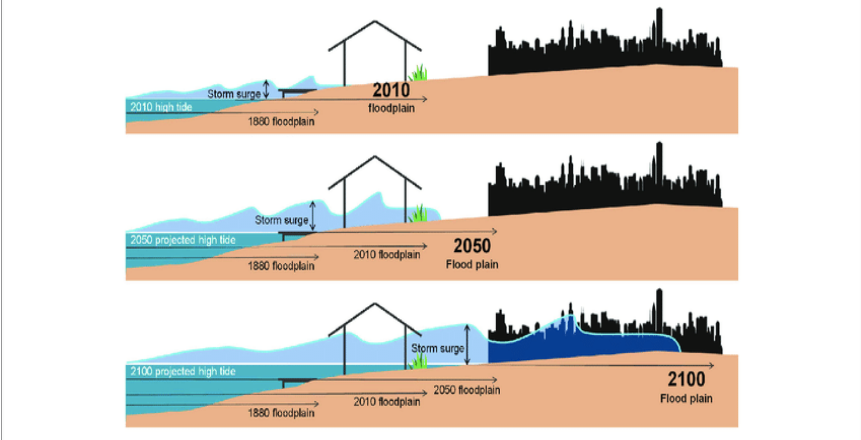 Storm surge
2010 high tide
2010
floodplain
1880 floodplain
Storm surge
2050 projected high tide
2050
2010 floodplain
1880 floodplain
Flood plain
Storm surge
2100 projected high tide
2100
2050 floodplain
2010 floodplain
Flood plain
1880 floodplain